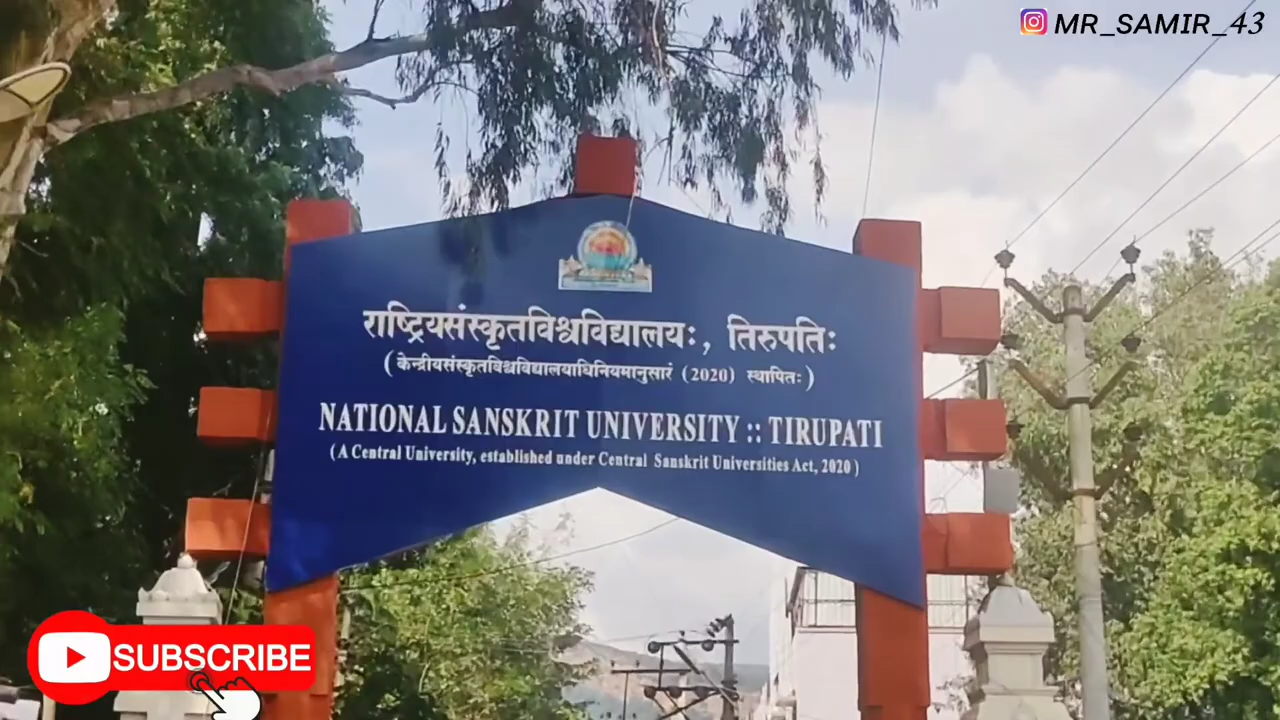 MR_SAMIR_43
राष्ट्रियसंस्कृतविश्वविद्यालयः, तिरुपतिः
(केन्द्रीयसंस्कृतविश्वविद्यालयाधिनियमानुसारं (2020) स्थापितः)
NATIONAL SANSKRIT UNIVERSITY :: TIRUPATI
(A Central University, established under Central Sanskrit Universities Act, 2020)
SUBSCRIBE